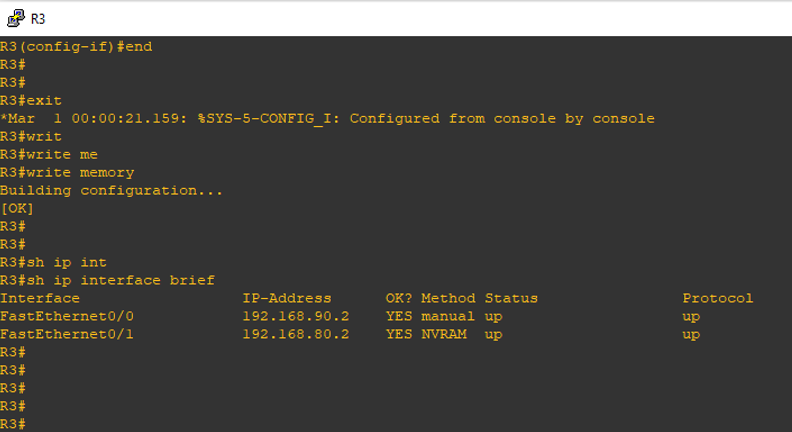 R3
R3(config-if)#end
R3#
R3#
R3#exit
*Mar  1 00:00:21.159: %SYS-5-CONFIG_I: Configured from console by console
R3#writ
R3#write me
R3#write memory
Building configuration...
[OK]
R3#
R3#
R3#sh ip int
R3#sh ip interface brief
Interface                  IP-Address      OK? Method Status                Protocol
FastEthernet0/0            192.168.90.2    YES manual up                    up
FastEthernet0/1            192.168.80.2    YES NVRAM  up                    up
R3#
R3#
R3#
R3#
R3#